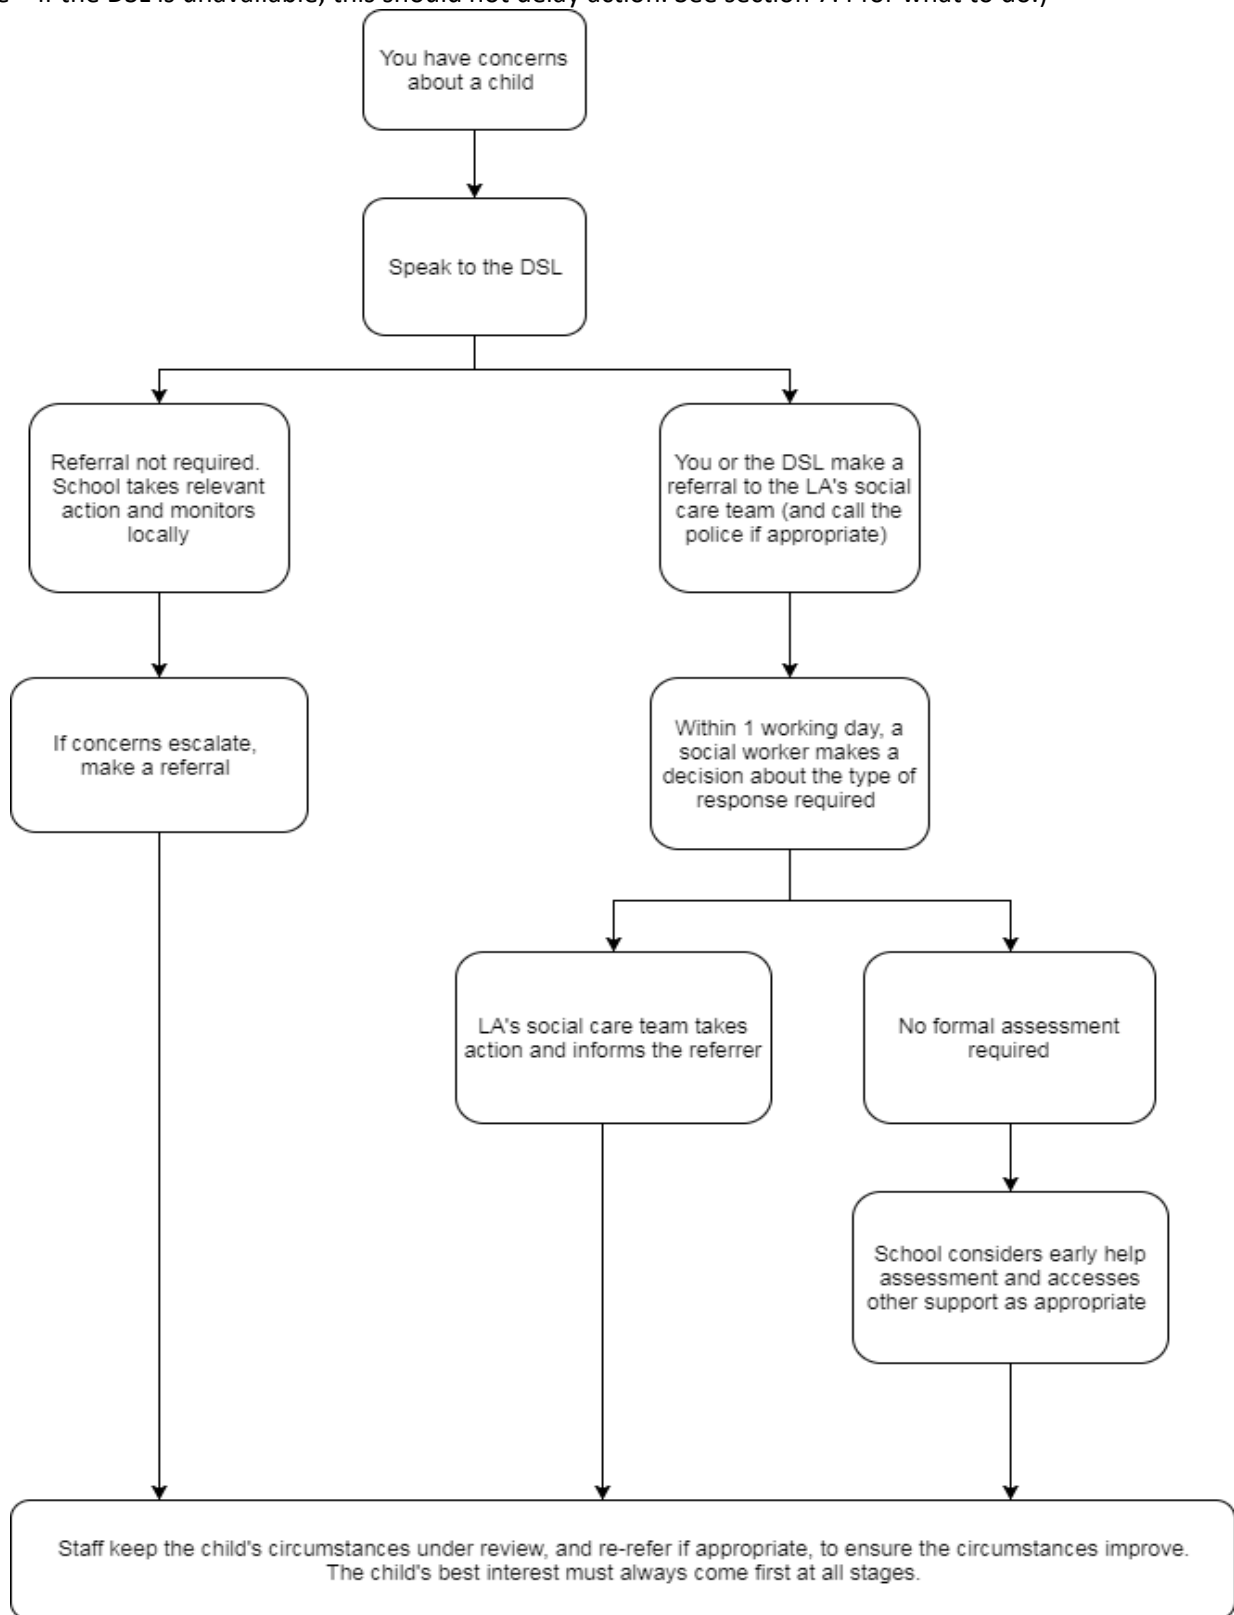 If the DSL is unavailable, this should not delay action. See section 7.4 for what to do.)
You have concerns
about a child
Speak to the DSL
Referral not required.
School takes relevant
action and monitors
locally
You or the DSL make a
referral to the LA's social
care team (and call the
police if appropriate)
If concerns escalate,
make a referral
Within 1 working day, a
social worker makes a
decision about the type of
response required
LA's social care team takes
action and informs the referrer
No formal assessment
required
School considers early help
assessment and accesses
other support as appropriate
Staff keep the child's circumstances under review, and re-refer if appropriate, to ensure the circumstances improve.
The child's best interest must always come first at all stages.